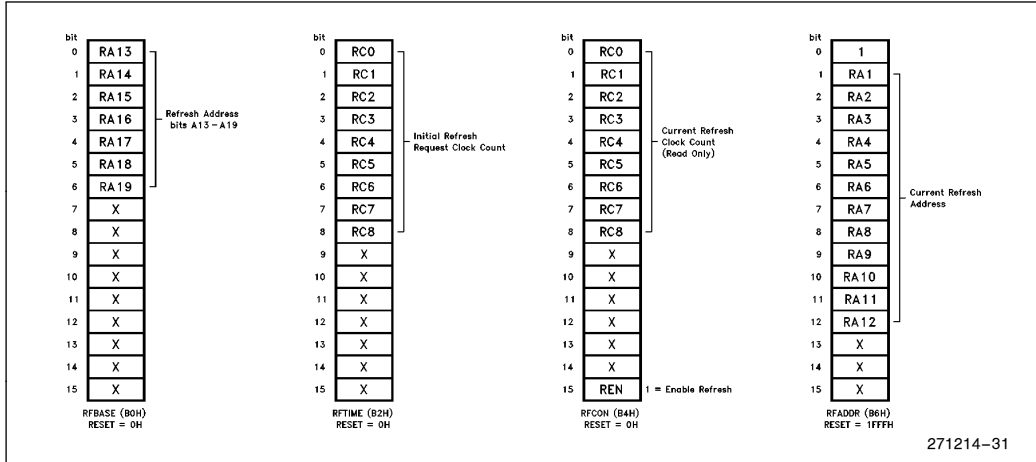 bit
0 RA13
1 RA14
2 RA15
3 RA16
4 RA17
5 RA18
6 RA19
7 X
8 X
9 X
10 X
11 X
12 X
13 X
14 X
15 X
Refresh Address
bits A13–A19
RFBASE (B0H)
RESET = 0H
bit
0 RC0
1 RC1
2 RC2
3 RC3
4 RC4
5 RC5
6 RC6
7 RC7
8 RC8
9 X
10 X
11 X
12 X
13 X
14 X
15 X
Initial Refresh
Request Clock Count
RFTIME (B2H)
RESET = 0H
bit
0 RC0
1 RC1
2 RC2
3 RC3
4 RC4
5 RC5
6 RC6
7 RC7
8 RC8
9 X
10 X
11 X
12 X
13 X
14 X
15 REN 1 = Enable Refresh
Current Refresh
Clock Count
(Read Only)
RFCON (B4H)
RESET = 0H
bit
0 1
1 RA1
2 RA2
3 RA3
4 RA4
5 RA5
6 RA6
7 RA7
8 RA8
9 RA9
10 RA10
11 RA11
12 RA12
13 X
14 X
15 X
Current Refresh
Address
RFADDR (B6H)
RESET = 1FFFH
271214–31